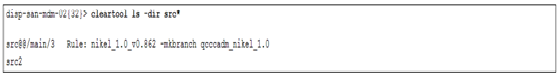 disp-san-mdm-02{32}> cleartool ls -dir src*
src@@/main/3 Rule: nikel_1.0_v0.862 -mkbranch qcccadm_nikel_1.0
src2